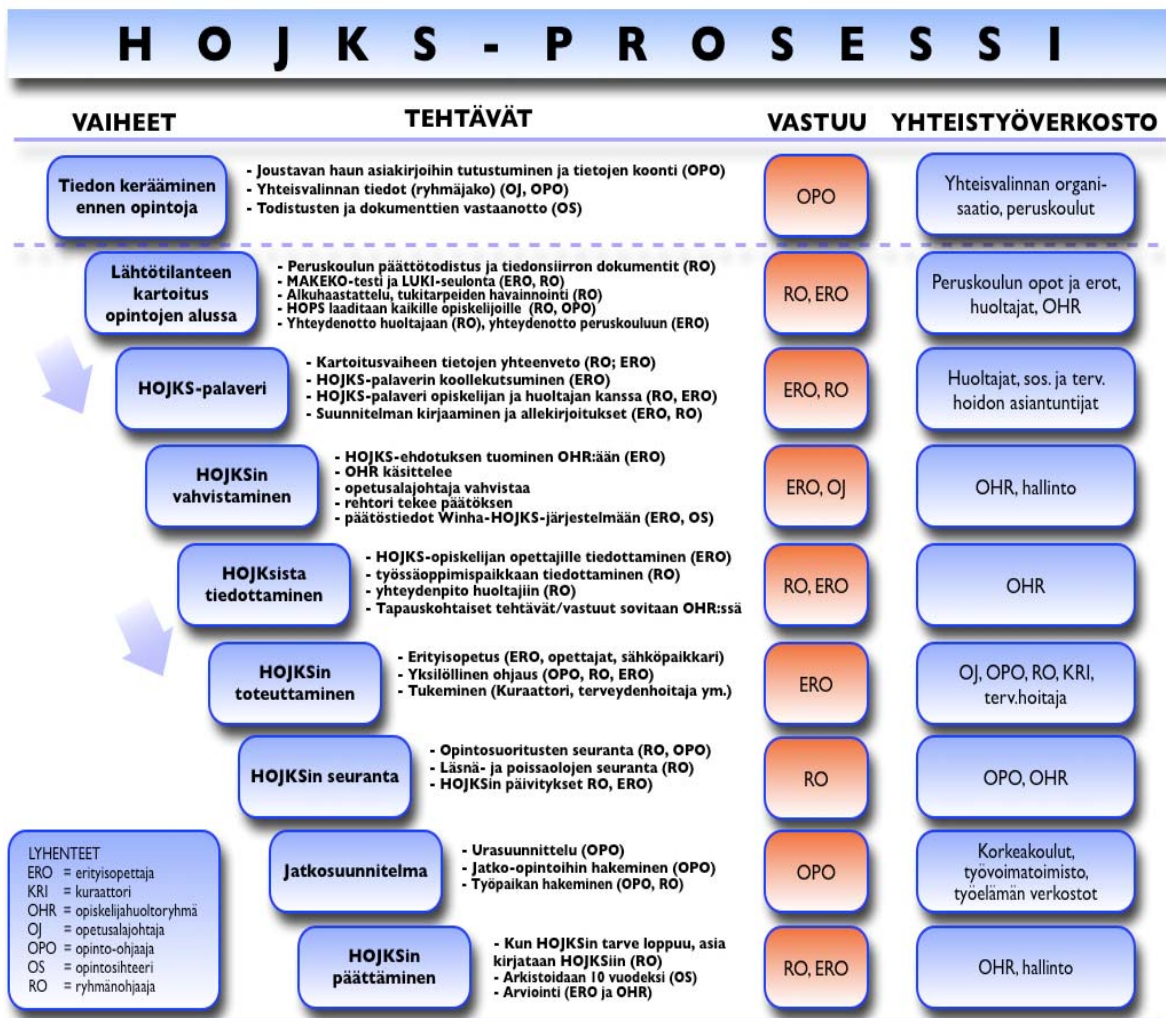 HOJKS-PROSESSI
VAIHEET
TEHTÄVÄT
VASTUU
YHTEISTYÖVERKOSTO
Tiedon kerääminen
ennen opintoja
- Joustavan haun asiakirjoihin tutustuminen ja tietojen koonti (OPO)
- Yhteisvalinnan tiedot (ryhmäjako) (OJ, OPO)
- Todistusten ja dokumenttien vastaanotto (OS)
OPO
Yhteisvalinnan organi-
saatio, peruskoulut
Lähtötilanteen
kartoitus
opintojen alussa
- Peruskoulun päättötodistus ja tiedonsiirron dokumentit (RO)
- MAKEKO-testi ja LUKI-seulonta (ERO, RO)
- Alkuhaastattelu, tukitarpeiden havainnointi (RO)
- HOPS laaditaan kaikille opiskelijoille (RO, OPO)
- Yhteydenotto huoltajaan (RO), yhteydenotto peruskouluun (ERO)
RO, ERO
Peruskoulun opot ja erot,
huoltajat, OHR
HOJKS-palaveri
- Kartoitusvaiheen tietojen yhteenveto (RO; ERO)
- HOJKS-palaverin koollekutsuminen (ERO)
- HOJKS-palaveri opiskelijan ja huoltajan kanssa (RO, ERO)
- Suunnitelman kirjaaminen ja allekirjoitukset (ERO, RO)
ERO, RO
Huoltajat, sos. ja terv.
hoidon asiantuntijat
HOJKSin
vahvistaminen
- HOJKS-ehdotuksen tuominen OHR:ään (ERO)
- OHR käsittelee
- opetusalajohtaja vahvistaa
- rehtori tekee päätöksen
- päätöstiedot Winha-HOJKS-järjestelmään (ERO, OS)
ERO, OJ
OHR, hallinto
HOJKsista
tiedottaminen
- HOJKS-opiskelijan opettajille tiedottaminen (ERO)
- työssäoppimispaikkaan tiedottaminen (RO)
- yhteydenpito huoltajiin (RO)
- Tapauskohtaiset tehtävät/vastuut sovitaan OHR:ssä
RO, ERO
OHR
HOJKSin
toteuttaminen
- Erityisopetus (ERO, opettajat, sähköpaikkari)
- Yksilöllinen ohjaus (OPO, RO, ERO)
- Tukeminen (Kuraattori, terveydenhoitaja ym.)
ERO
OJ, OPO, RO, KRI,
terv.hoitaja
HOJKSin seuranta
- Opintosuoritusten seuranta (RO, OPO)
- Läsnä- ja poissaolojen seuranta (RO)
- HOJKSin päivitykset RO, ERO)
RO
OPO, OHR
Jatkosuunnitelma
- Urasuunnittelu (OPO)
- Jatko-opintoihin hakeminen (OPO)
- Työpaikan hakeminen (OPO, RO)
OPO
Korkeakoulut,
työvoimatoimisto,
työelämän verkostot
HOJKSin
päättäminen
- Kun HOJKSin tarve loppuu, asia
kirjataan HOJKSiin (RO)
- Arkistoidaan 10 vuodeksi (OS)
- Arviointi (ERO ja OHR)
RO, ERO
OHR, hallinto
LYHENTEET
ERO = erityisopettaja
KRI = kuraattori
OHR = opiskelijahuoltoryhmä
OJ = opetusalajohtaja
OPO = opinto-ohjaaja
OS = opintosihteeri
RO = ryhmänohjaaja